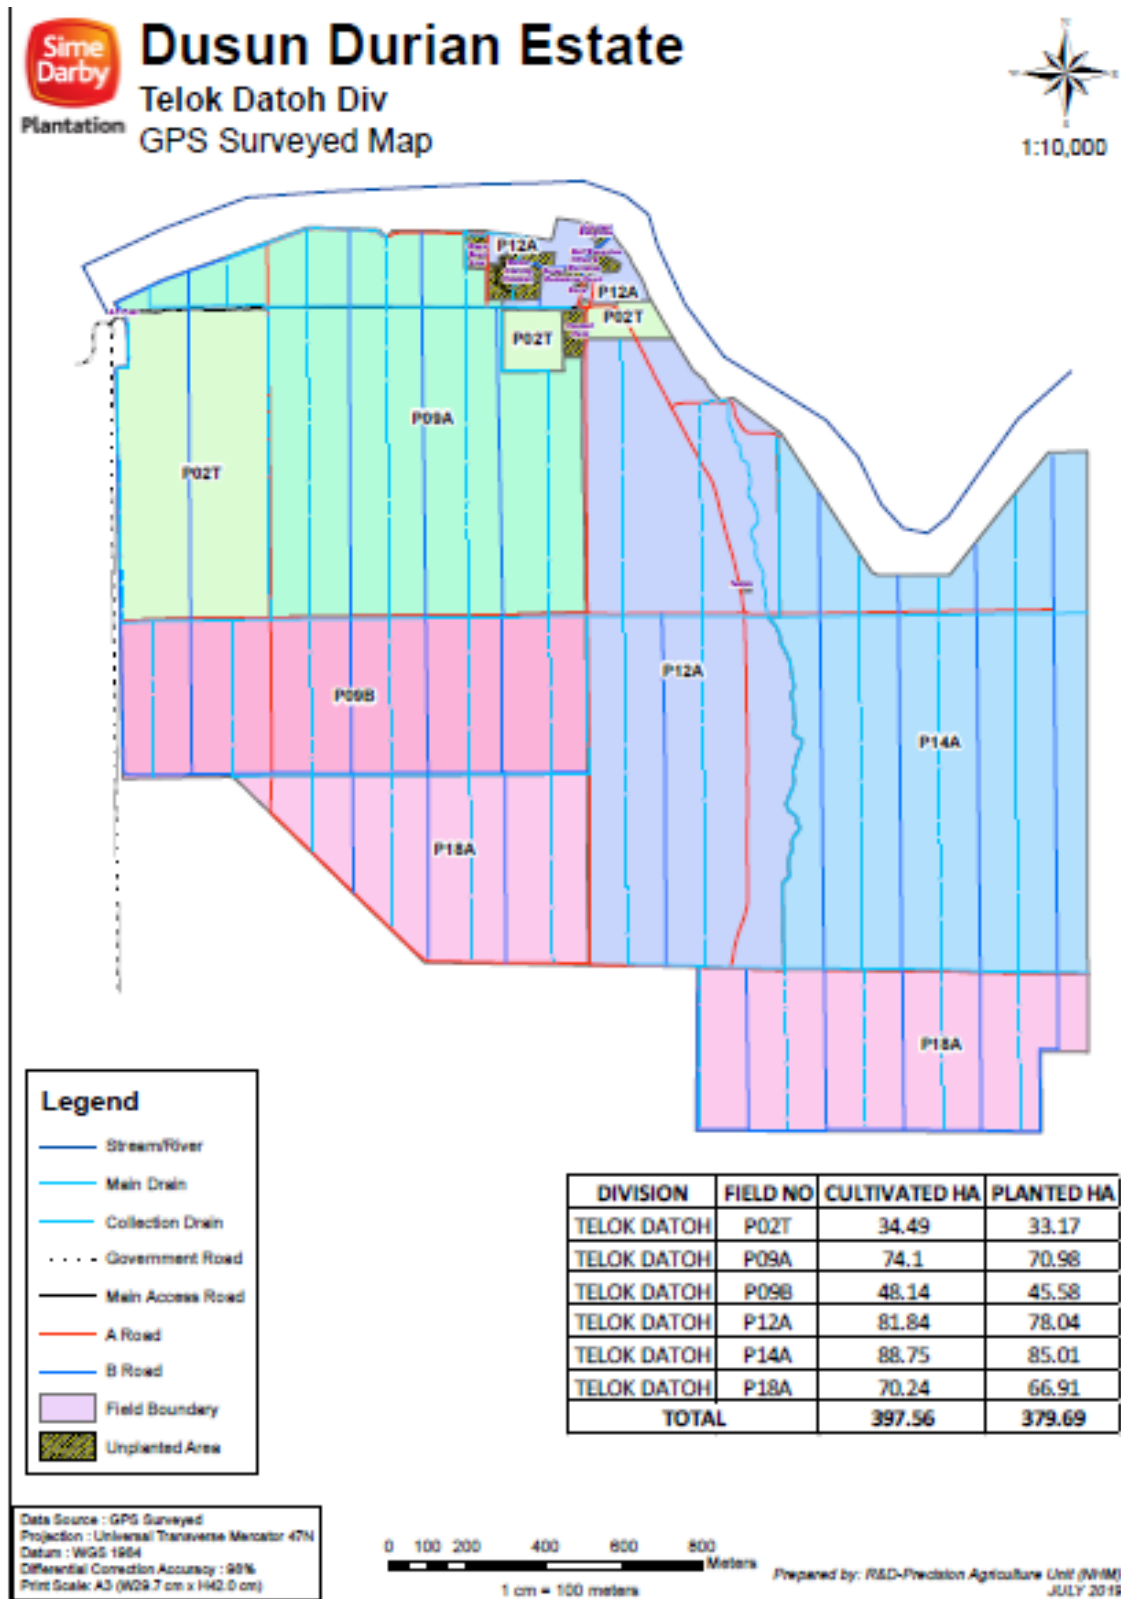 Sime
Darby
Plantation
Dusun Durian Estate
Telok Datoh Div
GPS Surveyed Map
N
1:10,000
P12A
P12A
P02T
P02T
P09A
P02T
P12A
P09B
P14A
P18A
P18A
Legend
Stream/River
Main Drain
Collection Drain
Government Road
Main Access Road
A Road
B Road
Field Boundary
Unplanted Area
DIVISION FIELD NO CULTIVATED HA PLANTED HA
TELOK DATOH P02T 34.49 33.17
TELOK DATOH P09A 74.1 70.98
TELOK DATOH P09B 48.14 45.58
TELOK DATOH P12A 81.84 78.04
TELOK DATOH P14A 88.75 85.01
TELOK DATOH P18A 70.24 66.91
TOTAL 397.56 379.69
Data Source : GPS Surveyed
Projection : Universal Transverse Mercator 47N
Datum : WGS 1984
Differential Correction Accuracy : 98%
Print Scale: A3 (W29.7 cm x H42.0 cm)
0 100 200 400 600 800
Meters
1 cm = 100 meters
Prepared by: R&D-Precision Agriculture Unit (NHM)
JULY 2019